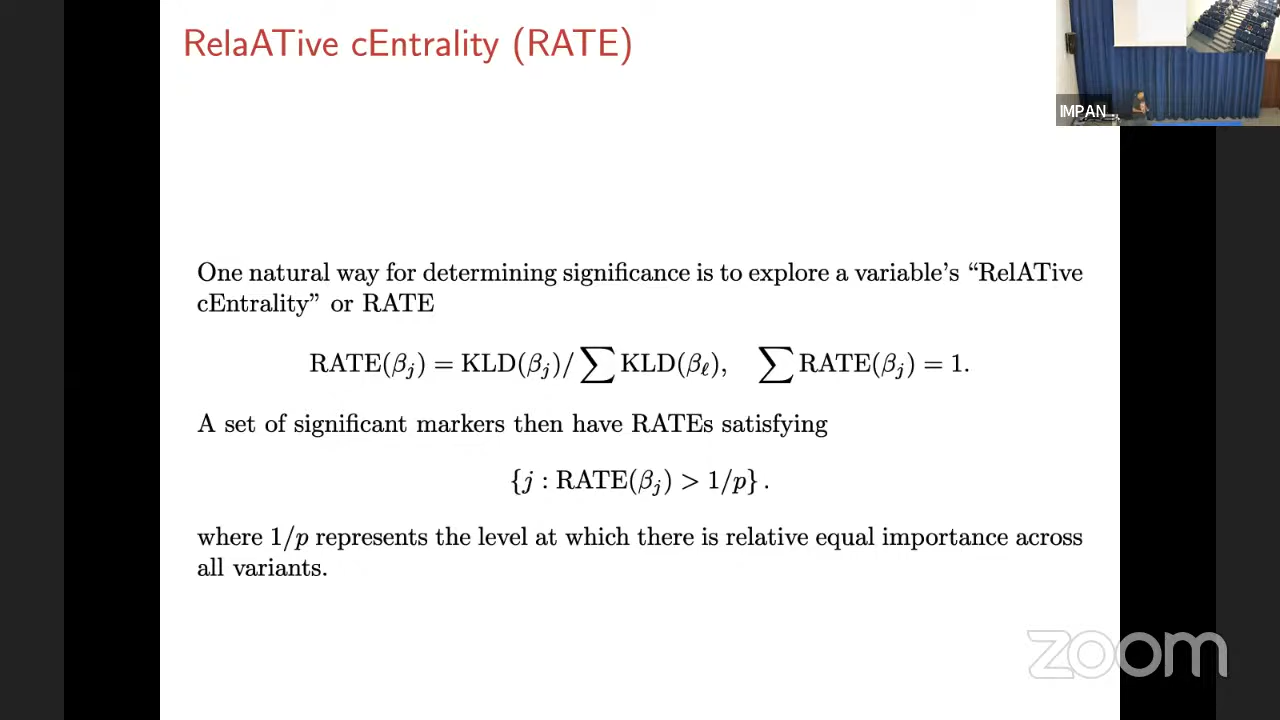 RelaATive cEntrality (RATE)
IMPAN ...
One natural way for determining significance is to explore a variable's “RelATive
cEntrality” or RATE
RATE(βⱼ) = KLD(βⱼ)/ ∑ KLD(βℓ), ∑ RATE(βⱼ) = 1.
A set of significant markers then have RATEs satisfying
{j : RATE(βⱼ) > 1/p} .
where 1/p represents the level at which there is relative equal importance across
all variants.
zoom